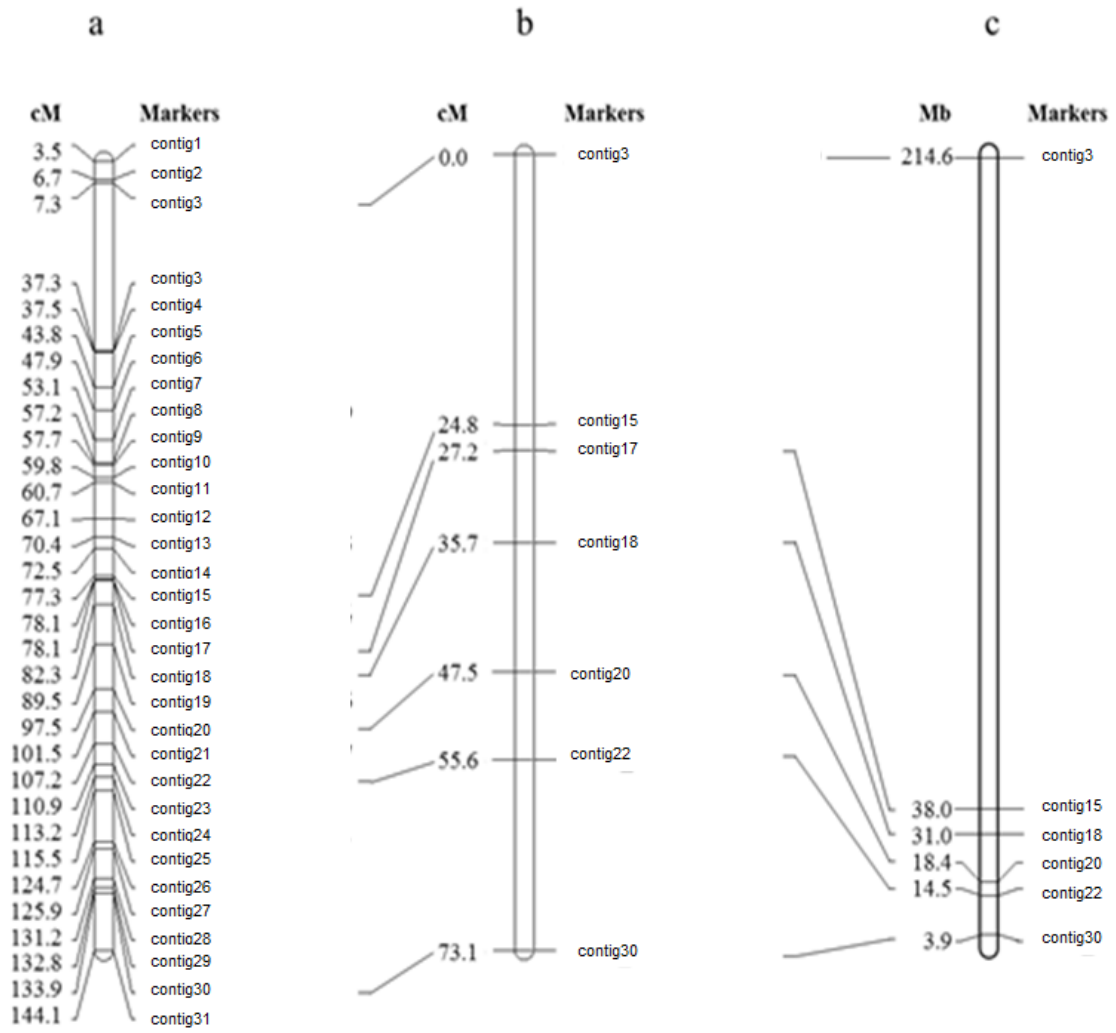 a
cM Markers
3.5 contig1
6.7 contig2
7.3 contig3
37.3 contig3
37.5 contig4
43.8 contig5
47.9 contig6
53.1 contig7
57.2 contig8
57.7 contig9
59.8 contig10
60.7 contig11
67.1 contig12
70.4 contig13
72.5 contig14
77.3 contig15
78.1 contig16
78.1 contig17
82.3 contig18
89.5 contig19
97.5 contig20
101.5 contig21
107.2 contig22
110.9 contig23
113.2 contig24
115.5 contig25
124.7 contig26
125.9 contig27
131.2 contig28
132.8 contig29
133.9 contig30
144.1 contig31
b
cM Markers
0.0 contig3
24.8 contig15
27.2 contig17
35.7 contig18
47.5 contig20
55.6 contig22
73.1 contig30
c
Mb Markers
214.6 contig3
38.0 contig15
31.0 contig18
18.4 contig20
14.5 contig22
3.9 contig30